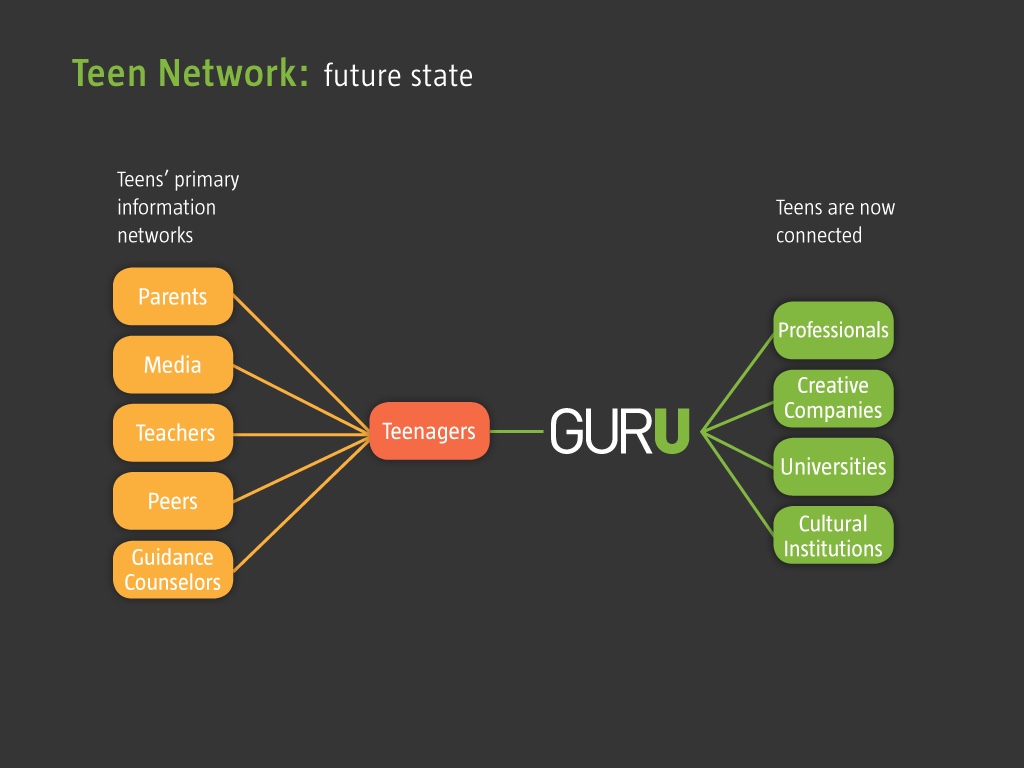 Teen Network: future state
Teens’ primary
information
networks
Teens are now
connected
Parents
Media
Teachers
Peers
Guidance
Counselors
Teenagers
GURU
Professionals
Creative
Companies
Universities
Cultural
Institutions